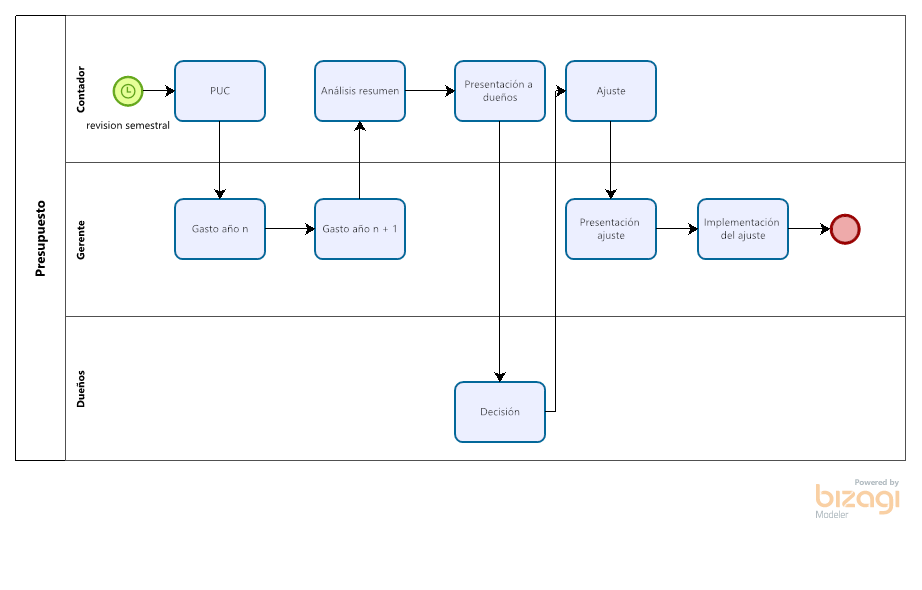 Presupuesto
Contador
revision semestral
PUC
Análisis resumen
Presentación a
dueños
Ajuste
Gerente
Gasto año n
Gasto año n + 1
Presentación
ajuste
Implementación
del ajuste
Dueños
Decisión
Powered by
bizagi
Modeler